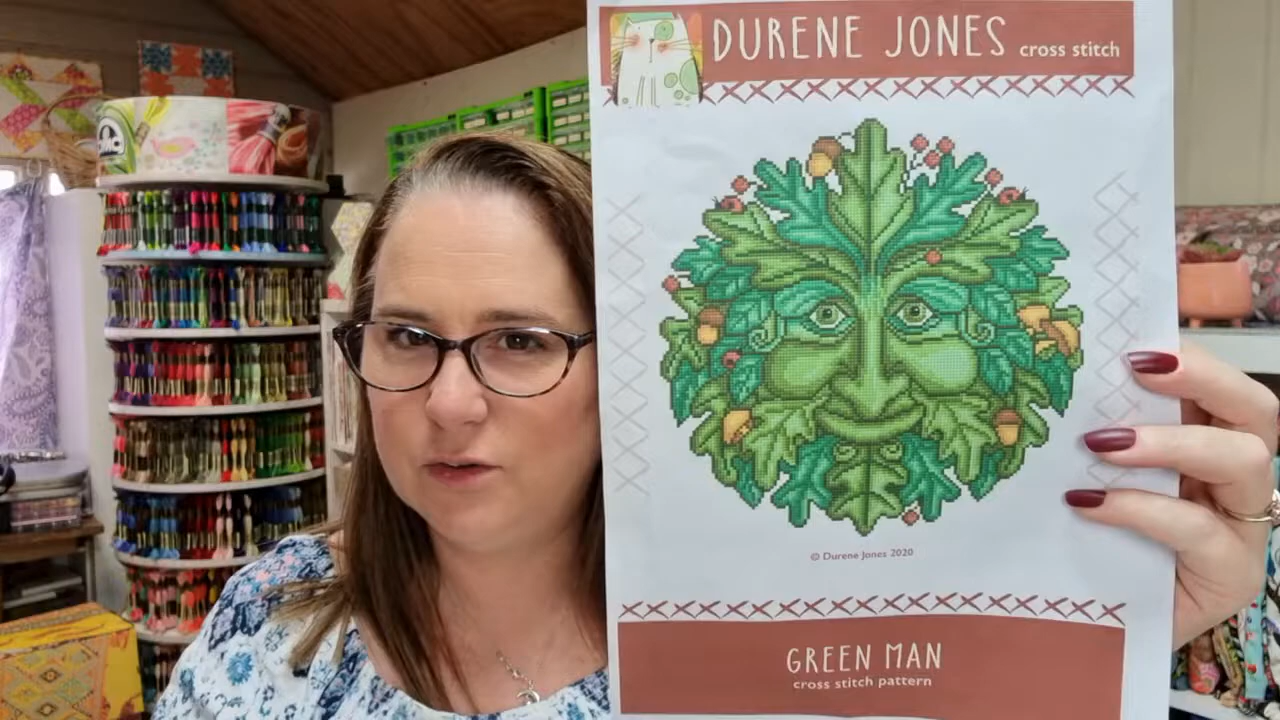 DURENE JONES cross stitch
© Durene Jones 2020
GREEN MAN
cross stitch pattern